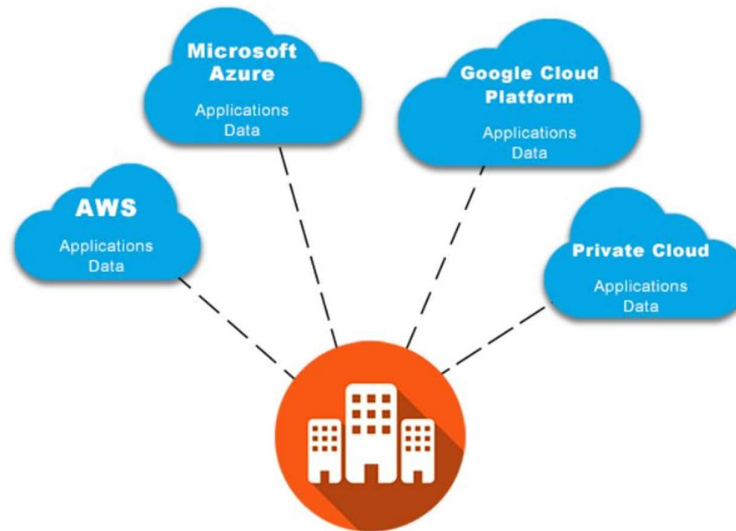 Microsoft
Azure
Applications
Data
Google Cloud
Platform
Applications
Data
AWS
Applications
Data
Private Cloud
Applications
Data